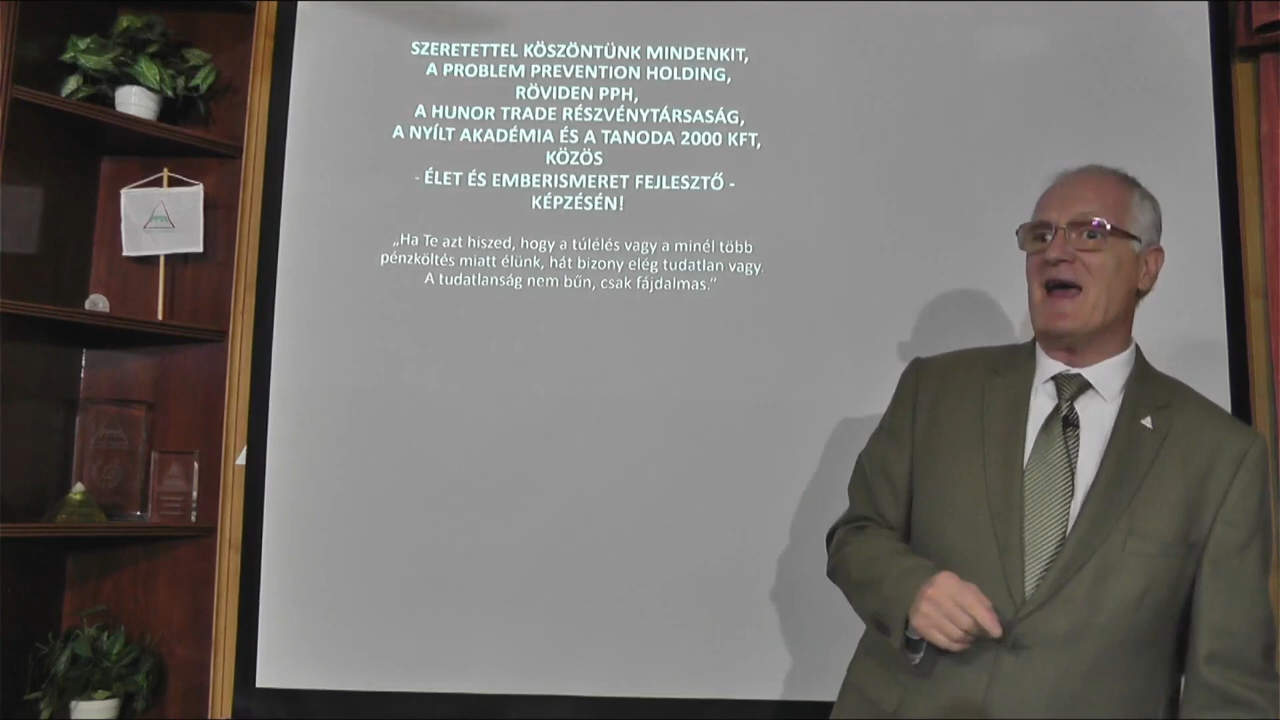 SZERETETTEL KÖSZÖNTÜNK MINDENKIT,
A PROBLEM PREVENTION HOLDING,
RÖVIDEN PPH,
A HUNOR TRADE RÉSZVÉNYTÁRSASÁG,
A NYÍLT AKADÉMIA ÉS A TANODA 2000 KFT,
KÖZÖS
- ÉLET ÉS EMBERISMERET FEJLESZTŐ -
KÉPZÉSÉN!
„Ha Te azt hiszed, hogy a túlélés vagy a minél több
pénzköltés miatt élünk, hát bizony elég tudatlan vagy.
A tudatlanság nem bűn, csak fájdalmas.”